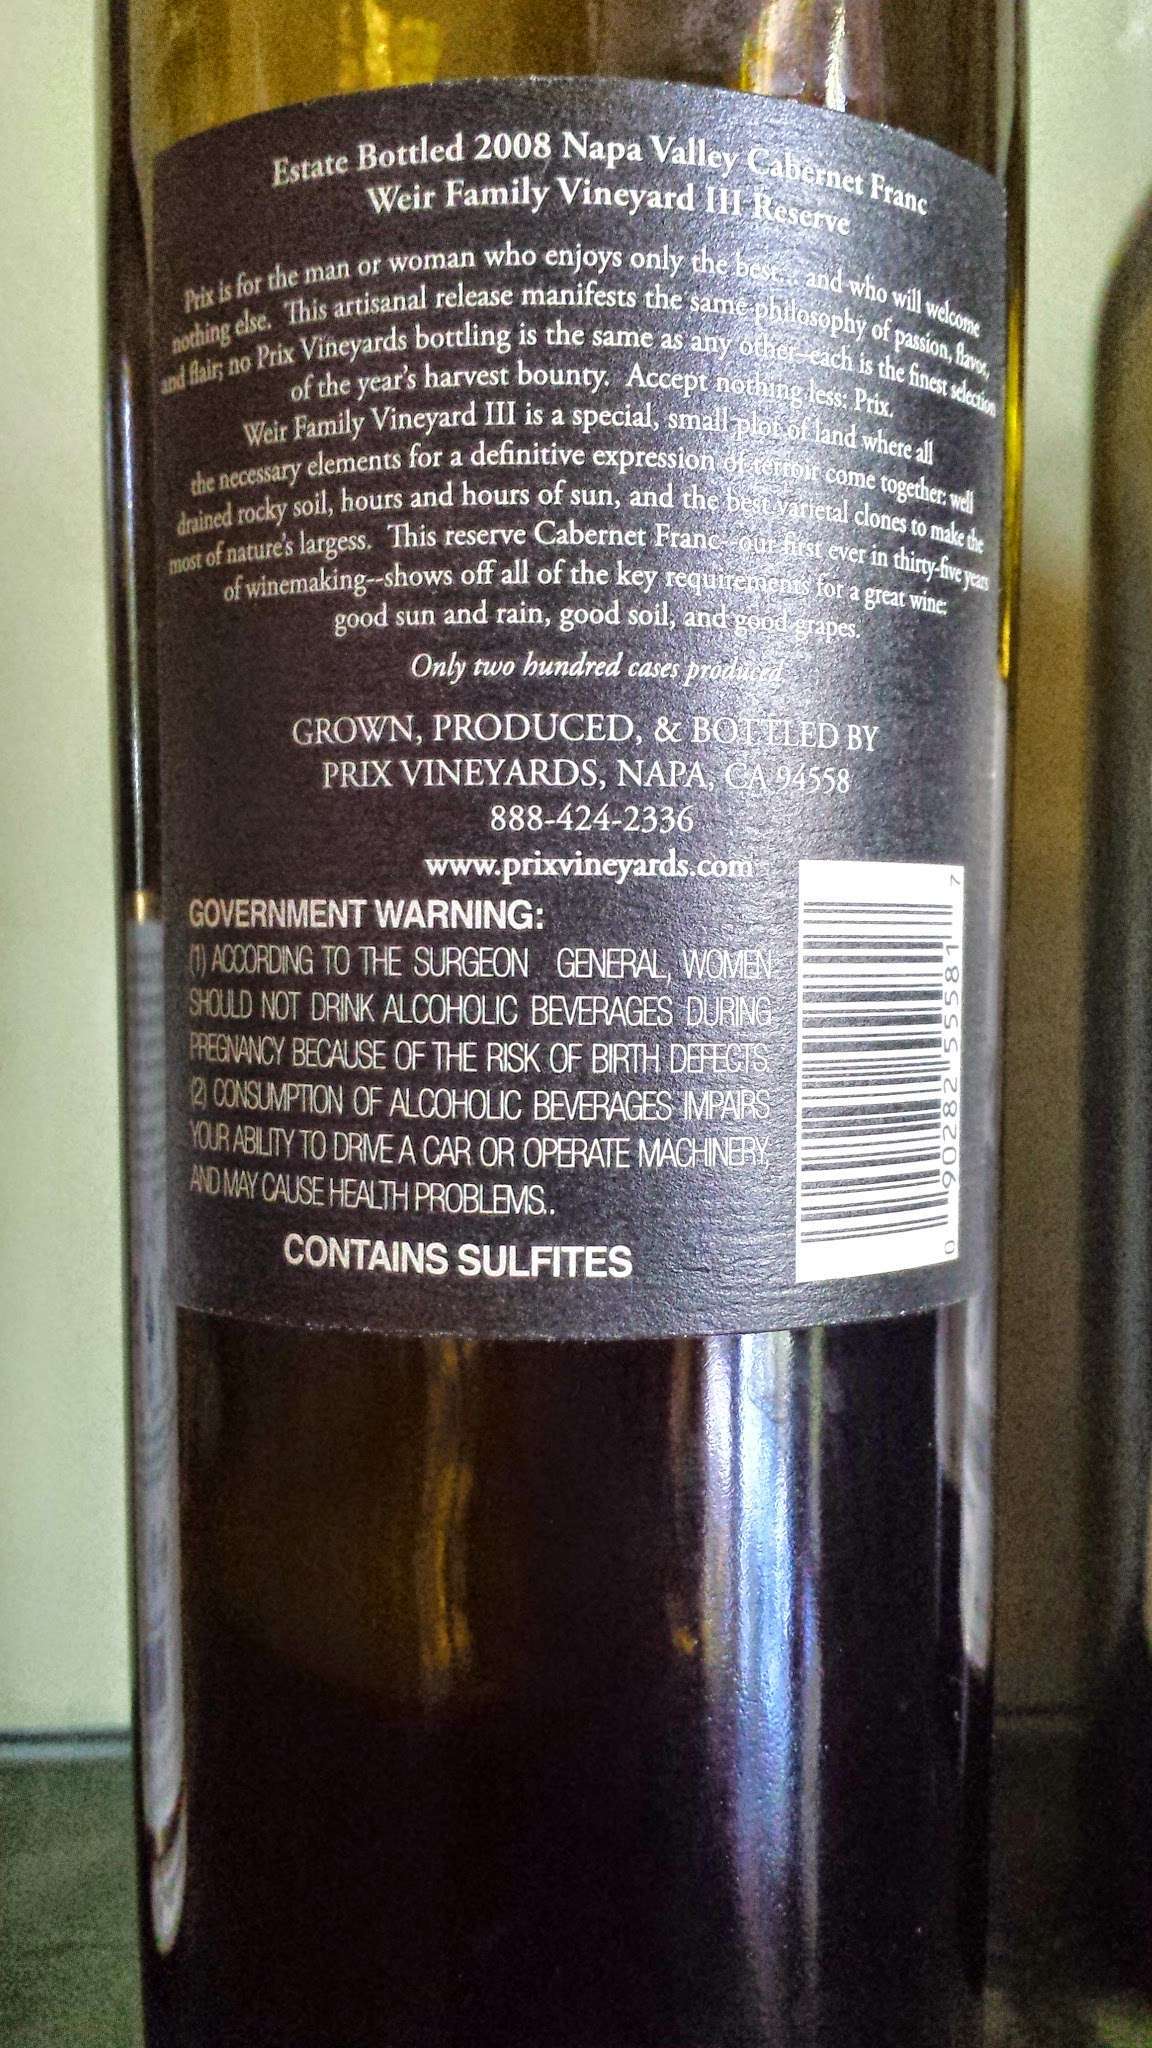 Estate Bottled 2008 Napa Valley Cabernet Franc
Weir Family Vineyard III Reserve
Prix is for the man or woman who enjoys only the best... and who will welcome
nothing else. This artisanal release manifests the same philosophy of passion, flavor,
and flair; no Prix Vineyards bottling is the same as any other--each is the finest selection
of the year's harvest bounty. Accept nothing less: Prix.
Weir Family Vineyard III is a special, small plot of land where all
the necessary elements for a definitive expression of terroir come together: well
drained rocky soil, hours and hours of sun, and the best varietal clones to make the
most of nature's largess. This reserve Cabernet Franc--our first ever in thirty-five years
of winemaking--shows off all of the key requirements for a great wine:
good sun and rain, good soil, and good grapes.
Only two hundred cases produced
GROWN, PRODUCED, & BOTTLED BY
PRIX VINEYARDS, NAPA, CA 94558
888-424-2336
www.prixvineyards.com
GOVERNMENT WARNING:
(1) ACCORDING TO THE SURGEON GENERAL, WOMEN
SHOULD NOT DRINK ALCOHOLIC BEVERAGES DURING
PREGNANCY BECAUSE OF THE RISK OF BIRTH DEFECTS.
(2) CONSUMPTION OF ALCOHOLIC BEVERAGES IMPAIRS
YOUR ABILITY TO DRIVE A CAR OR OPERATE MACHINERY,
AND MAY CAUSE HEALTH PROBLEMS..
CONTAINS SULFITES
0 90282 55581 7